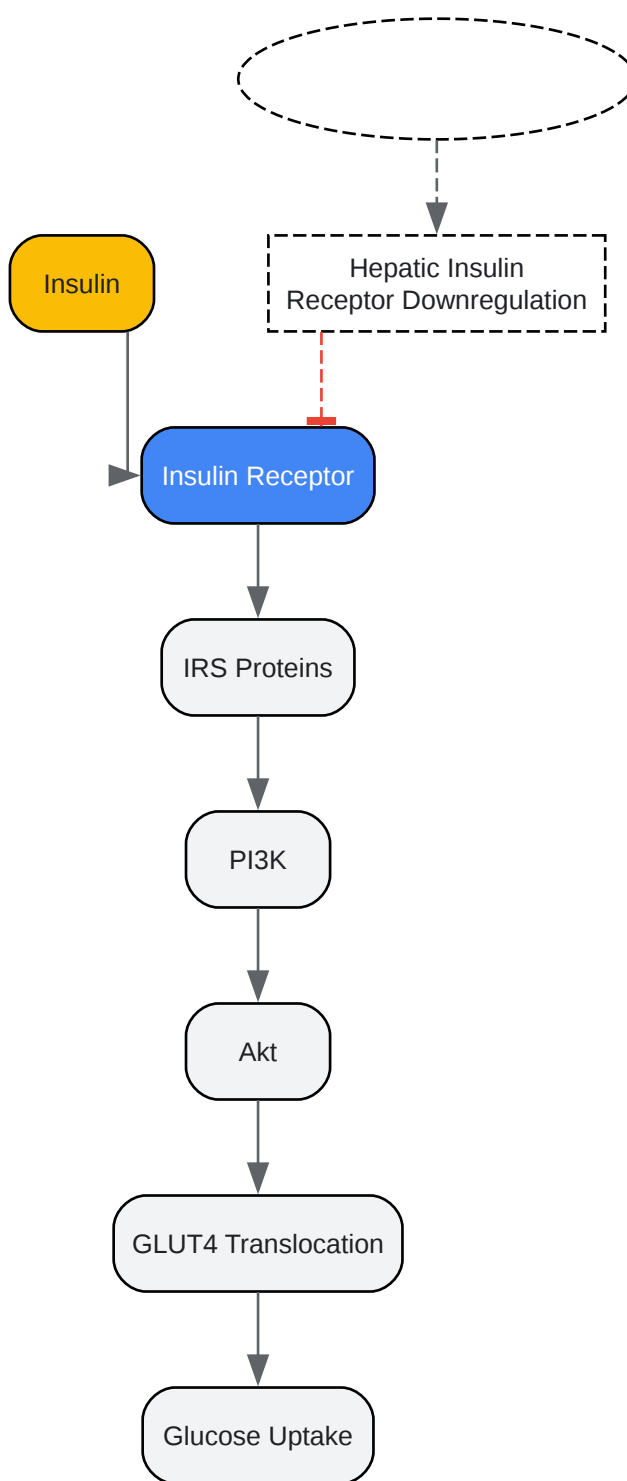 Insulin
Hepatic Insulin
Receptor Downregulation
Insulin Receptor
IRS Proteins
PI3K
Akt
GLUT4 Translocation
Glucose Uptake